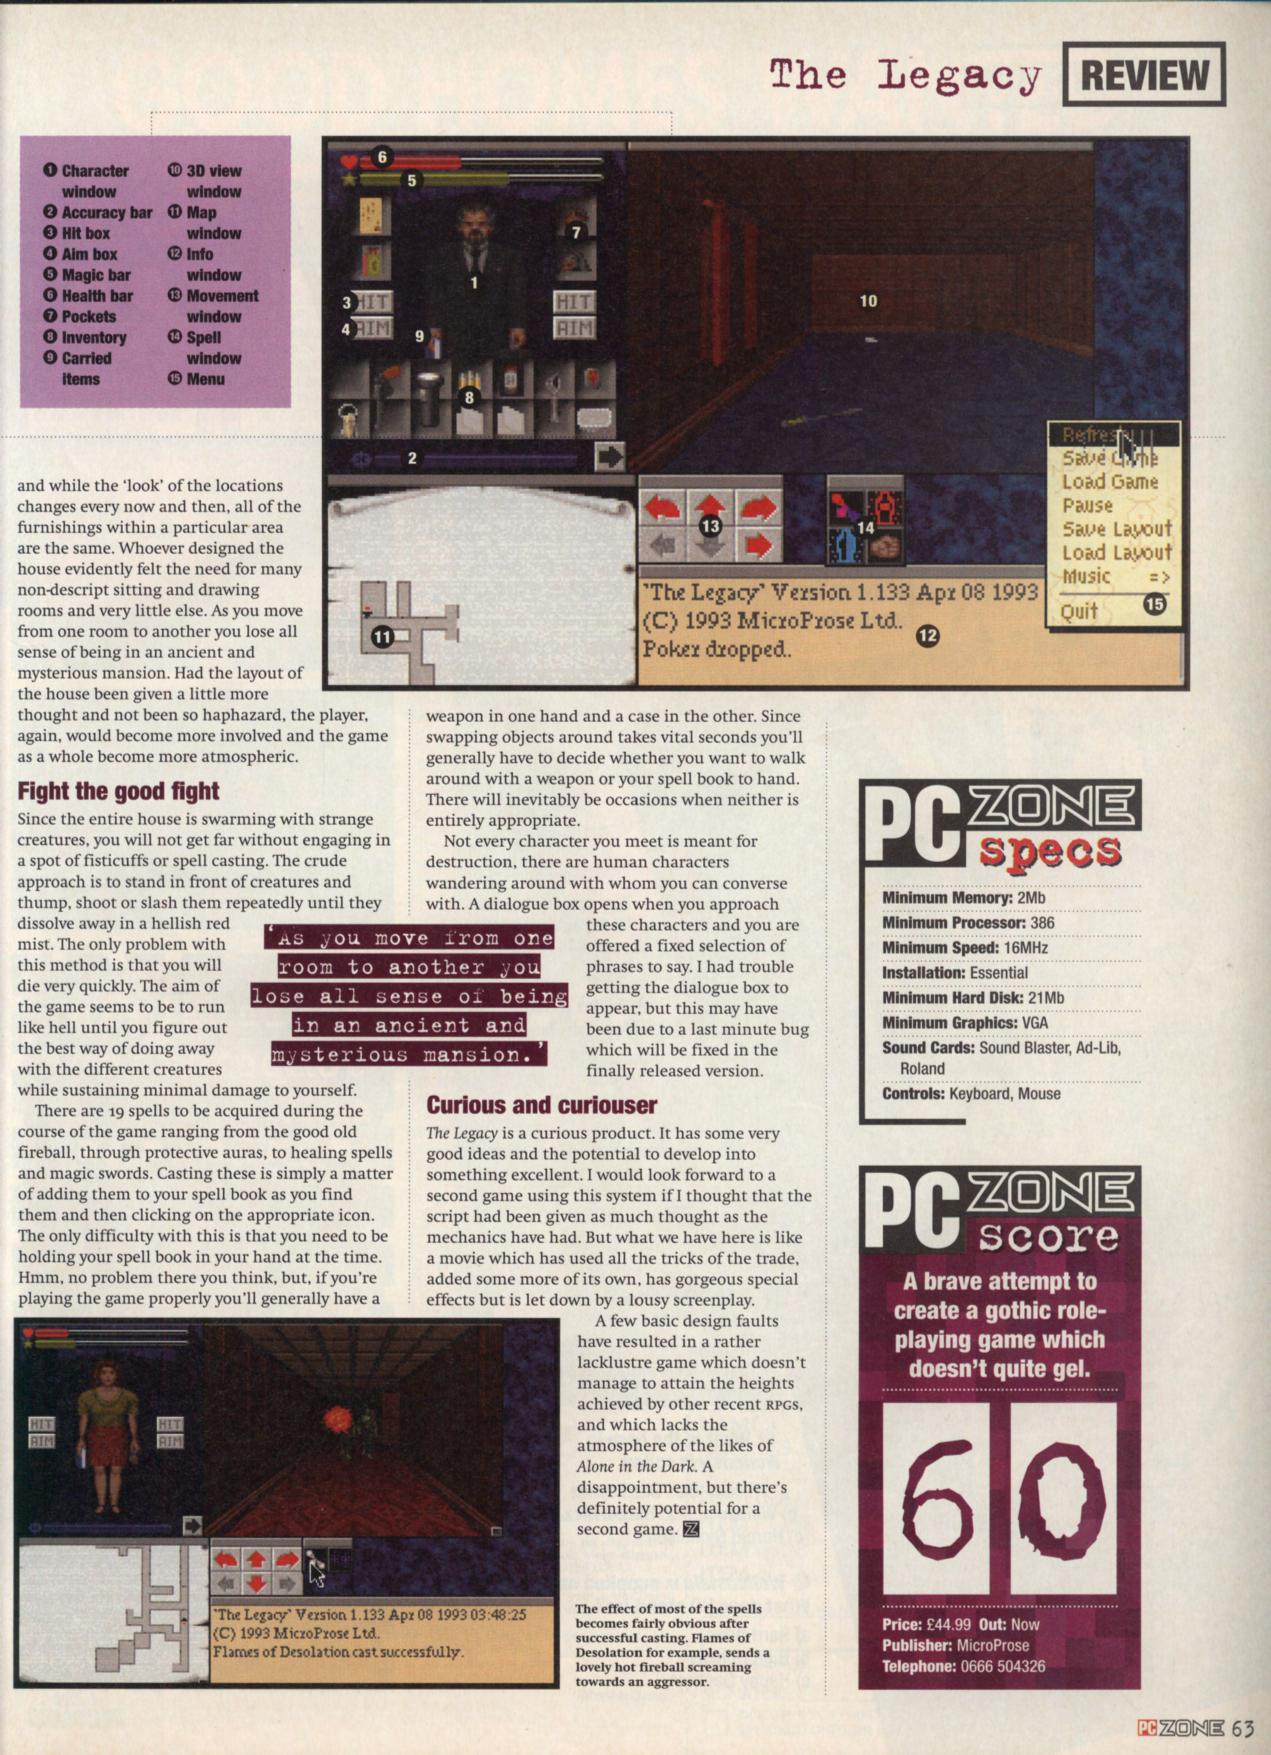 The Legacy REVIEW
1 Character
window
2 Accuracy bar
3 Hit box
4 Aim box
5 Magic bar
6 Health bar
7 Pockets
8 Inventory
9 Carried
items
10 3D view
window
11 Map
window
12 Info
window
13 Movement
window
14 Spell
window
15 Menu
6
5
7
1
3 HIT
HIT
4 AIM
AIM
9
8
2
10
13
14
11
Refresh
Save Game
Load Game
Pause
Save Layout
Load Layout
Music =>
Quit
15
'The Legacy' Version 1.133 Apr 08 1993
(C) 1993 MicroProse Ltd.
12
Poker dropped.
and while the ‘look’ of the locations
changes every now and then, all of the
furnishings within a particular area
are the same. Whoever designed the
house evidently felt the need for many
non-descript sitting and drawing
rooms and very little else. As you move
from one room to another you lose all
sense of being in an ancient and
mysterious mansion. Had the layout of
the house been given a little more
thought and not been so haphazard, the player,
again, would become more involved and the game
as a whole become more atmospheric.
Fight the good fight
Since the entire house is swarming with strange
creatures, you will not get far without engaging in
a spot of fisticuffs or spell casting. The crude
approach is to stand in front of creatures and
thump, shoot or slash them repeatedly until they
dissolve away in a hellish red
mist. The only problem with
this method is that you will
die very quickly. The aim of
the game seems to be to run
like hell until you figure out
the best way of doing away
with the different creatures
while sustaining minimal damage to yourself.
There are 19 spells to be acquired during the
course of the game ranging from the good old
fireball, through protective auras, to healing spells
and magic swords. Casting these is simply a matter
of adding them to your spell book as you find
them and then clicking on the appropriate icon.
The only difficulty with this is that you need to be
holding your spell book in your hand at the time.
Hmm, no problem there you think, but, if you're
playing the game properly you'll generally have a
‘As you move from one
room to another you
lose all sense of being
in an ancient and
mysterious mansion.’
weapon in one hand and a case in the other. Since
swapping objects around takes vital seconds you'll
generally have to decide whether you want to walk
around with a weapon or your spell book to hand.
There will inevitably be occasions when neither is
entirely appropriate.
Not every character you meet is meant for
destruction, there are human characters
wandering around with whom you can converse
with. A dialogue box opens when you approach
these characters and you are
offered a fixed selection of
phrases to say. I had trouble
getting the dialogue box to
appear, but this may have
been due to a last minute bug
which will be fixed in the
finally released version.
Curious and curiouser
The Legacy is a curious product. It has some very
good ideas and the potential to develop into
something excellent. I would look forward to a
second game using this system if I thought that the
script had been given as much thought as the
mechanics have had. But what we have here is like
a movie which has used all the tricks of the trade,
added some more of its own, has gorgeous special
effects but is let down by a lousy screenplay.
A few basic design faults
have resulted in a rather
lacklustre game which doesn't
manage to attain the heights
achieved by other recent RPGs,
and which lacks the
atmosphere of the likes of
Alone in the Dark. A
disappointment, but there's
definitely potential for a
second game. Z
HIT
HIT
AIM
AIM
'The Legacy' Version 1.133 Apr 08 1993 03:48:25
(C) 1993 MicroProse Ltd.
Flames of Desolation cast successfully.
The effect of most of the spells
becomes fairly obvious after
successful casting. Flames of
Desolation for example, sends a
lovely hot fireball screaming
towards an aggressor.
PC ZONE
specs
Minimum Memory: 2Mb
Minimum Processor: 386
Minimum Speed: 16MHz
Installation: Essential
Minimum Hard Disk: 21Mb
Minimum Graphics: VGA
Sound Cards: Sound Blaster, Ad-Lib,
Roland
Controls: Keyboard, Mouse
PC ZONE
score
A brave attempt to
create a gothic role-
playing game which
doesn't quite gel.
60
Price: £44.99 Out: Now
Publisher: MicroProse
Telephone: 0666 504326
PC ZONE 63